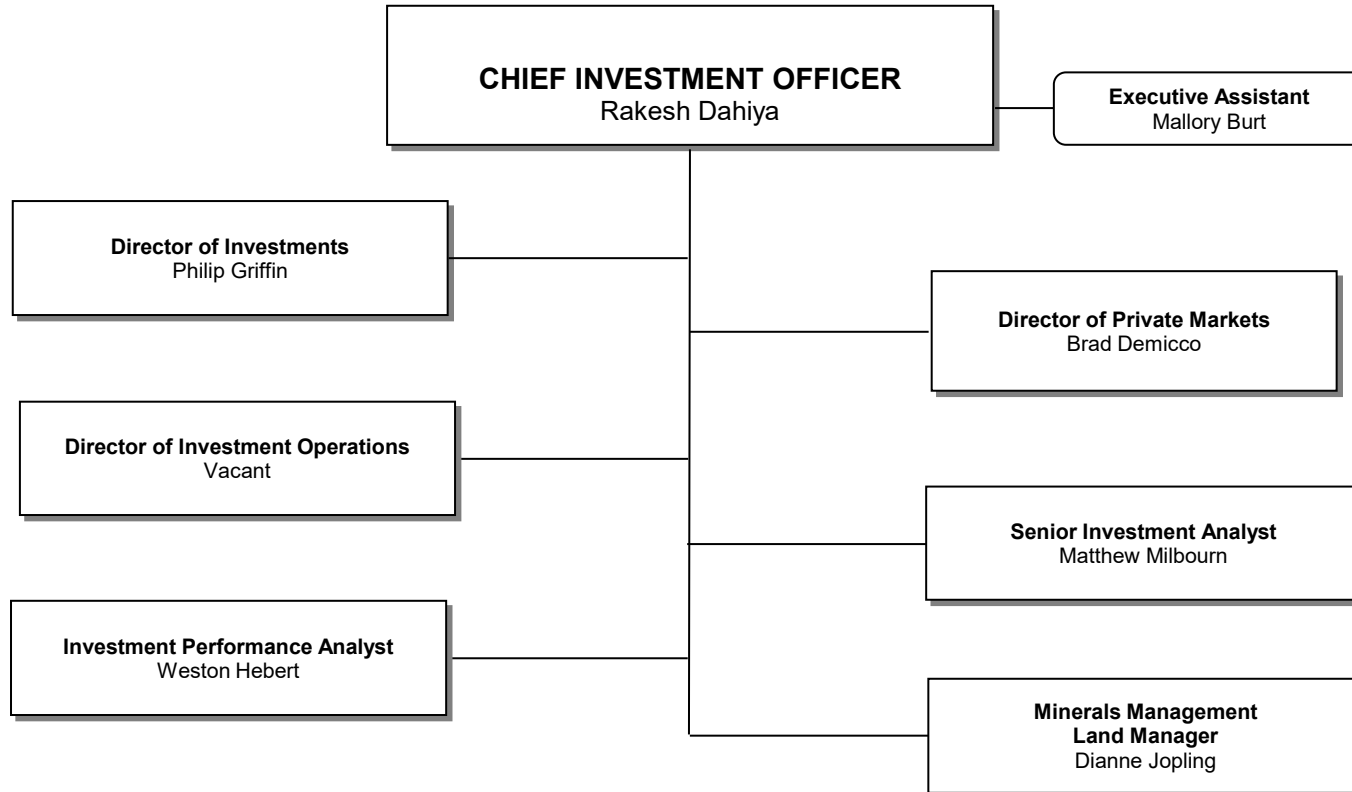 CHIEF INVESTMENT OFFICER
Rakesh Dahiya
Executive Assistant
Mallory Burt
Director of Investments
Philip Griffin
Director of Private Markets
Brad Demicco
Director of Investment Operations
Vacant
Senior Investment Analyst
Matthew Milbourn
Investment Performance Analyst
Weston Hebert
Minerals Management
Land Manager
Dianne Jopling